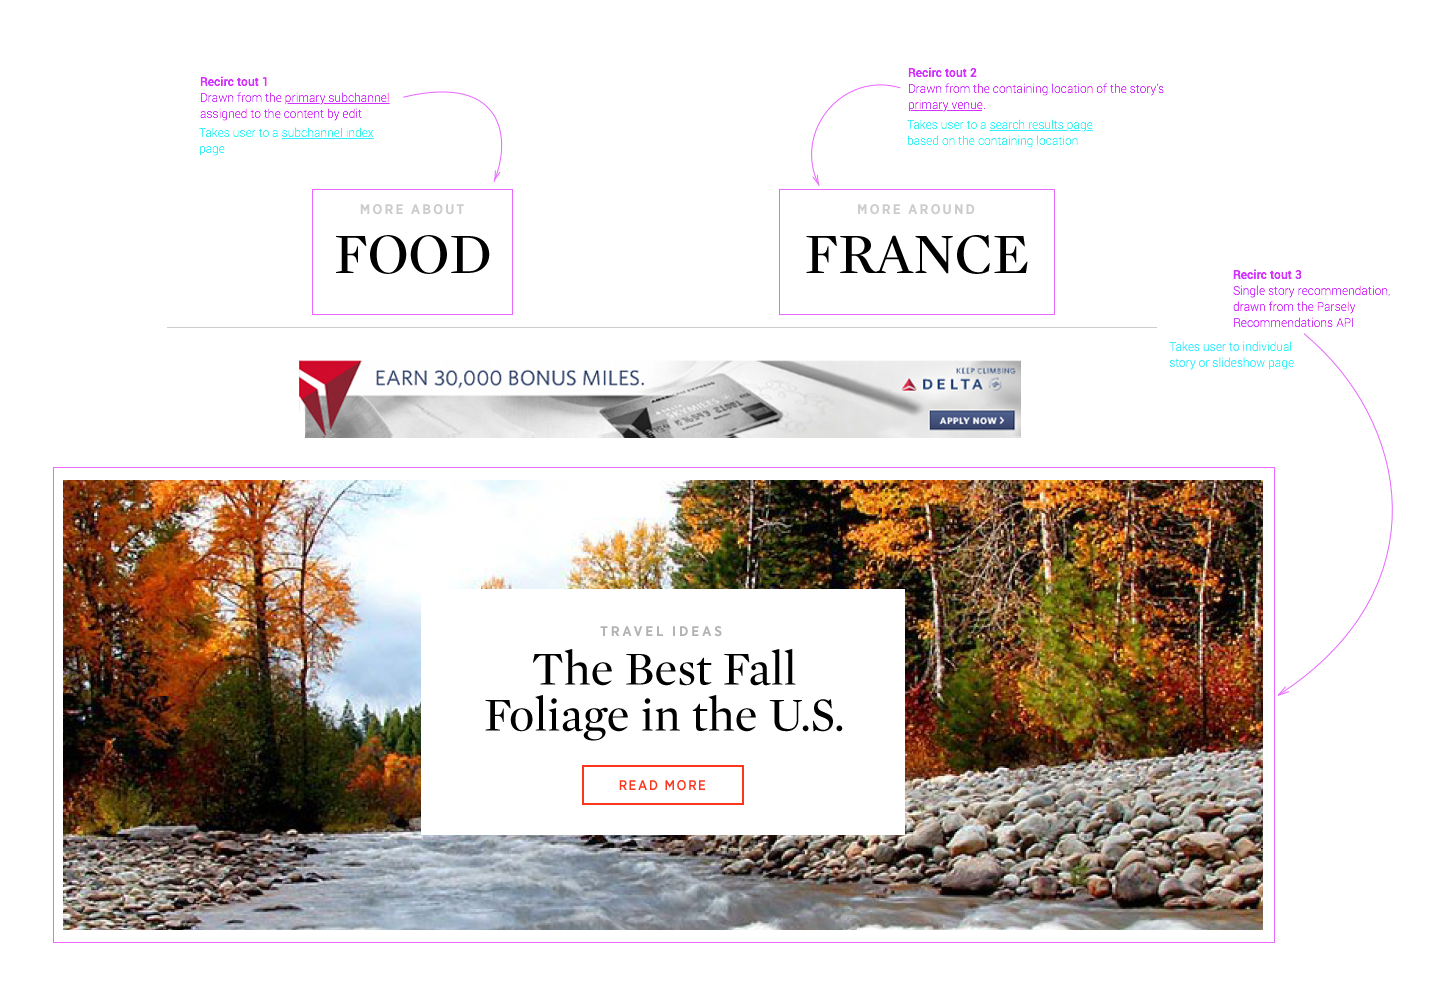 Recirc tout 1
Drawn from the primary subchannel
assigned to the content by edit
Takes user to a subchannel index
page
Recirc tout 2
Drawn from the containing location of the story's
primary venue.
Takes user to a search results page
based on the containing location
MORE ABOUT
FOOD
MORE AROUND
FRANCE
Recirc tout 3
Single story recommendation,
drawn from the Parsely
Recommendations API
Takes user to individual
story or slideshow page
EARN 30,000 BONUS MILES.
KEEP CLIMBING
DELTA
APPLY NOW >
TRAVEL IDEAS
The Best Fall
Foliage in the U.S.
READ MORE